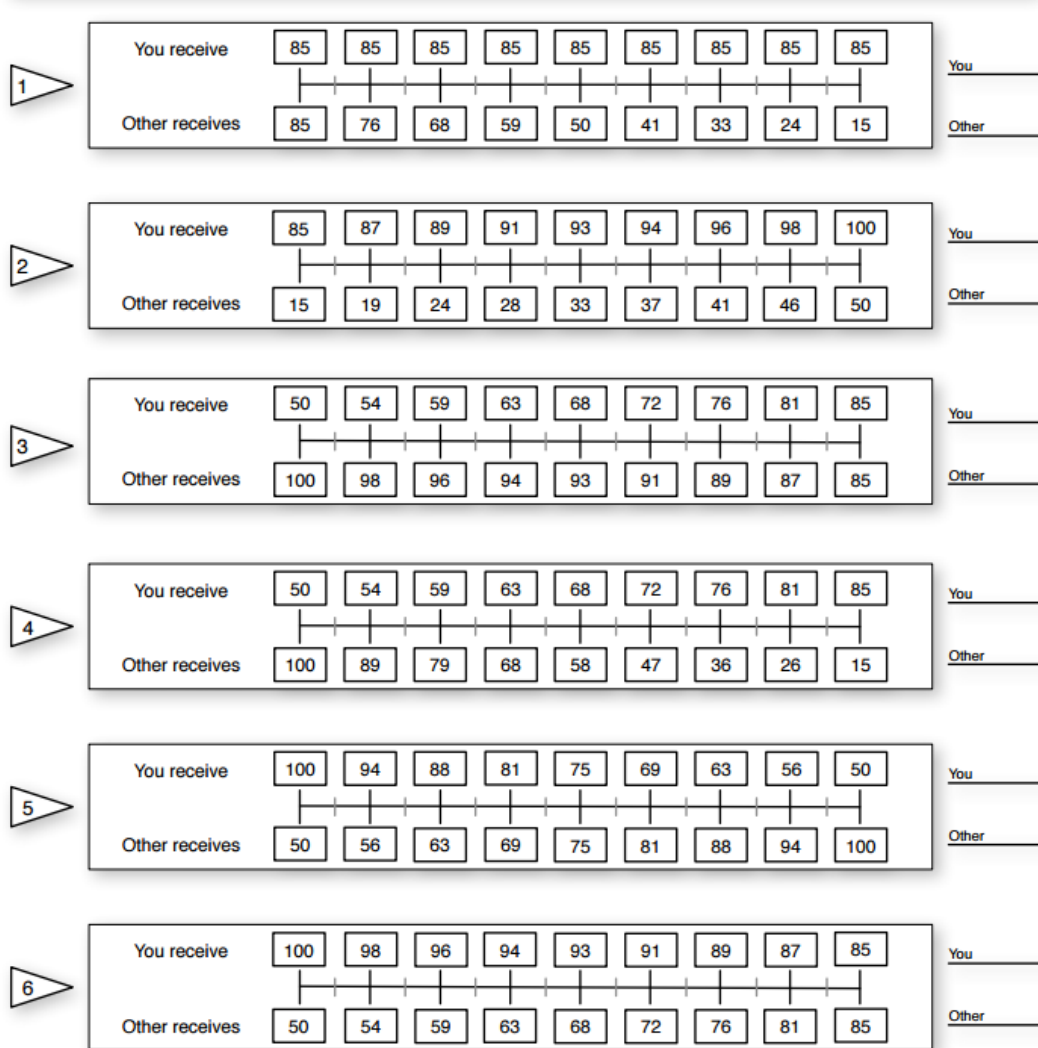 You receive 85 85 85 85 85 85 85 85 85
You
1
Other receives 85 76 68 59 50 41 33 24 15
Other
You receive 85 87 89 91 93 94 96 98 100
You
2
Other receives 15 19 24 28 33 37 41 46 50
Other
You receive 50 54 59 63 68 72 76 81 85
You
3
Other receives 100 98 96 94 93 91 89 87 85
Other
You receive 50 54 59 63 68 72 76 81 85
You
4
Other receives 100 89 79 68 58 47 36 26 15
Other
You receive 100 94 88 81 75 69 63 56 50
You
5
Other receives 50 56 63 69 75 81 88 94 100
Other
You receive 100 98 96 94 93 91 89 87 85
You
6
Other receives 50 54 59 63 68 72 76 81 85
Other